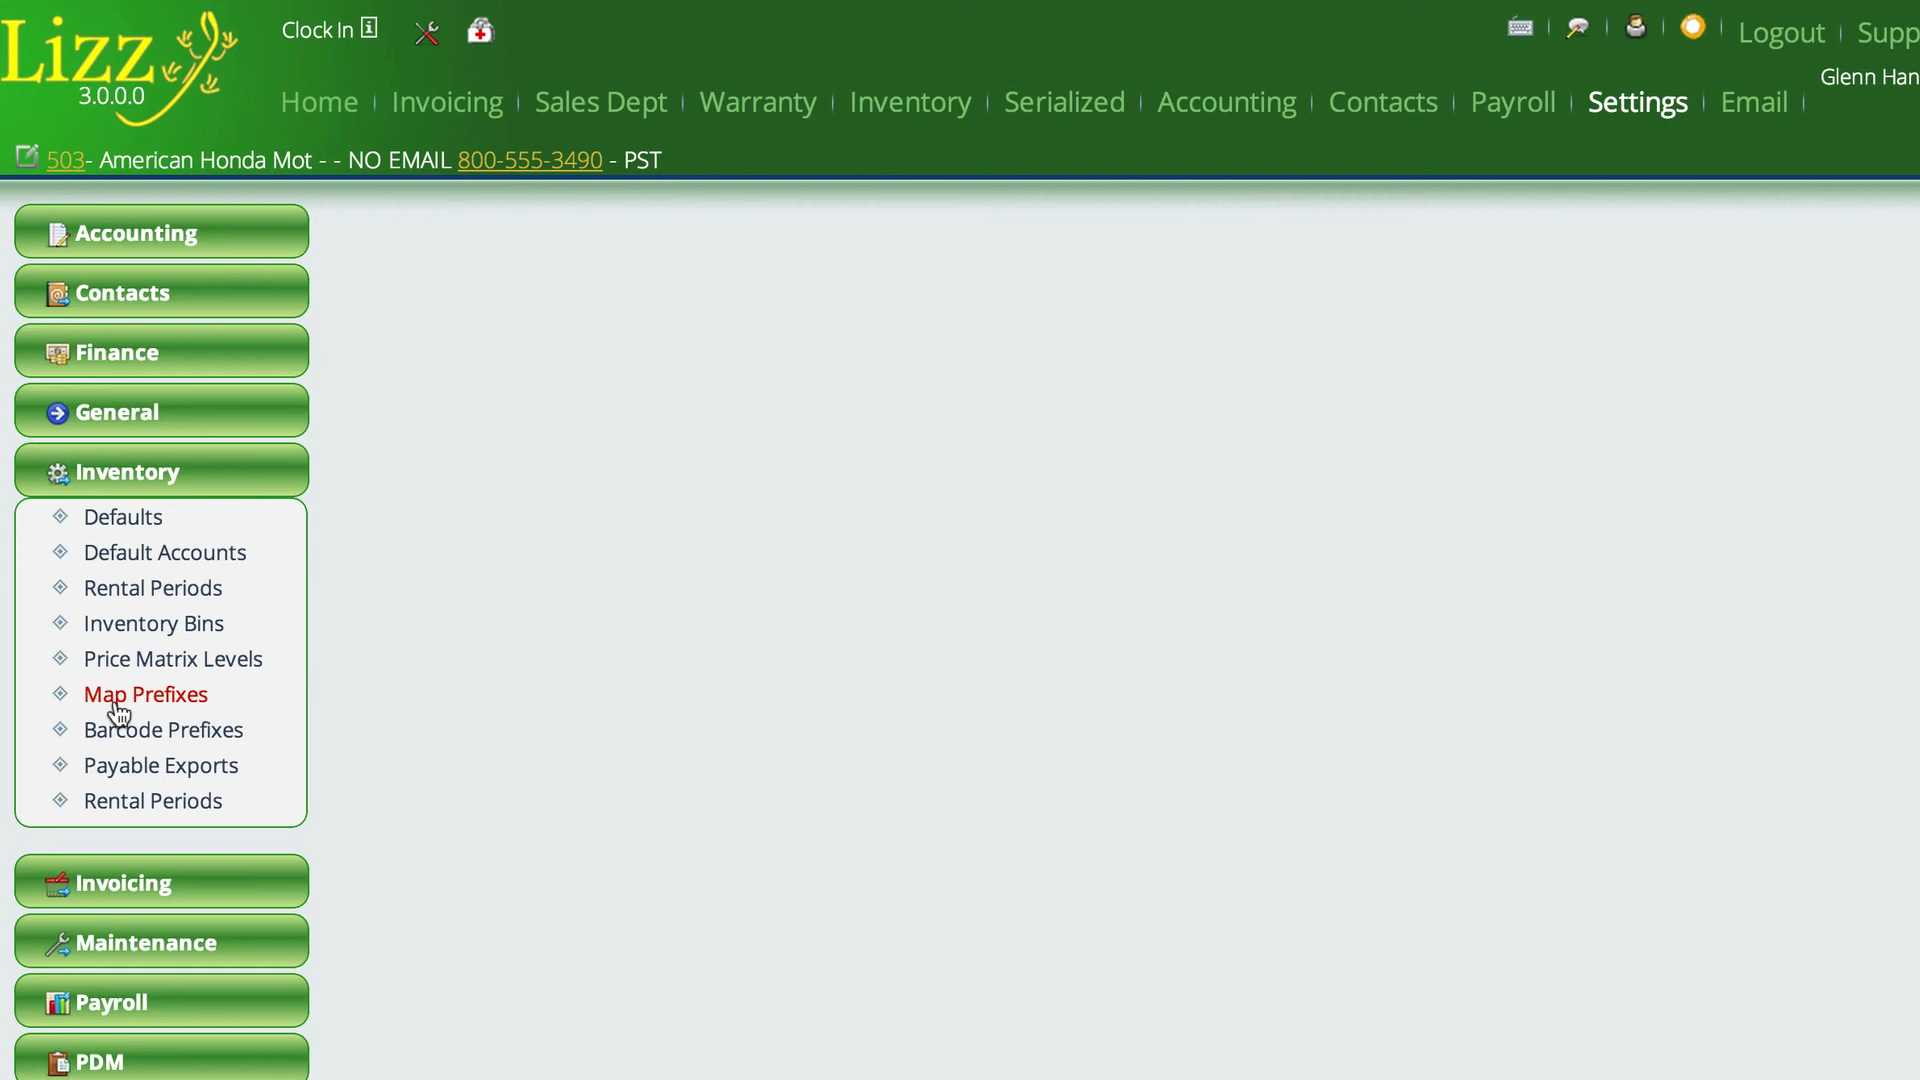 Lizz
3.0.0.0
Clock In
Logout
Supp
Glenn Han
Home Invoicing Sales Dept Warranty Inventory Serialized Accounting Contacts Payroll Settings Email
503- American Honda Mot - - NO EMAIL 800-555-3490 - PST
Accounting
Contacts
Finance
General
Inventory
Defaults
Default Accounts
Rental Periods
Inventory Bins
Price Matrix Levels
Map Prefixes
Barcode Prefixes
Payable Exports
Rental Periods
Invoicing
Maintenance
Payroll
PDM